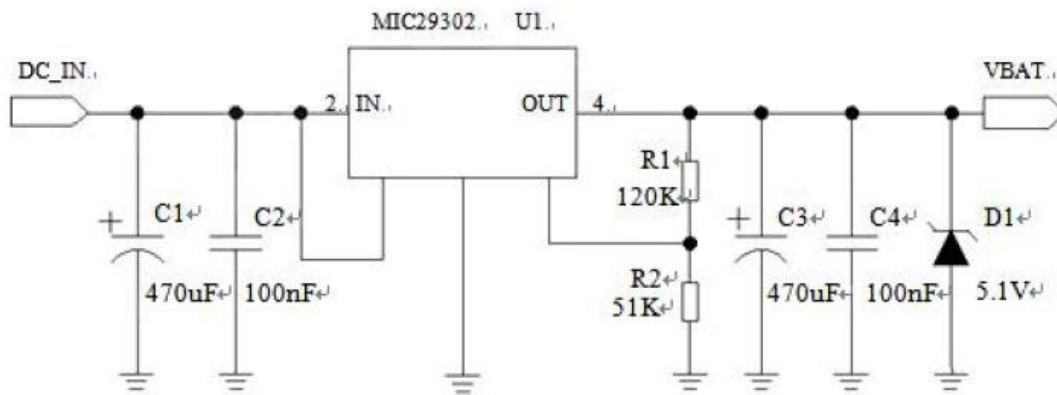 MIC29302 U1
DC_IN
VBAT
2 IN
OUT 4
R1
120K
C1
C2
C3
C4
D1
R2
51K
470uF
100nF
470uF
100nF
5.1V